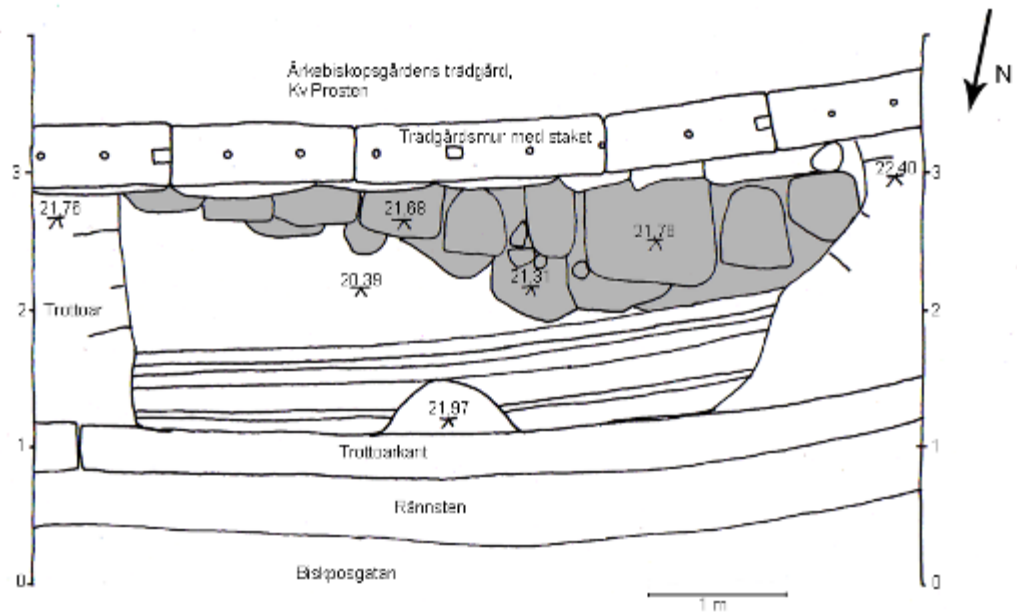 Ärkebiskopsgårdens trädgård,
Kv Prosten
N
Trädgårdsmur med staket
3
3
22,40
21,76
21,68
21,78
20,39
21,31
Trottoar
2
2
21,97
1
1
Trottoarkant
Rännsten
Biskposgatan
0
0
1 m